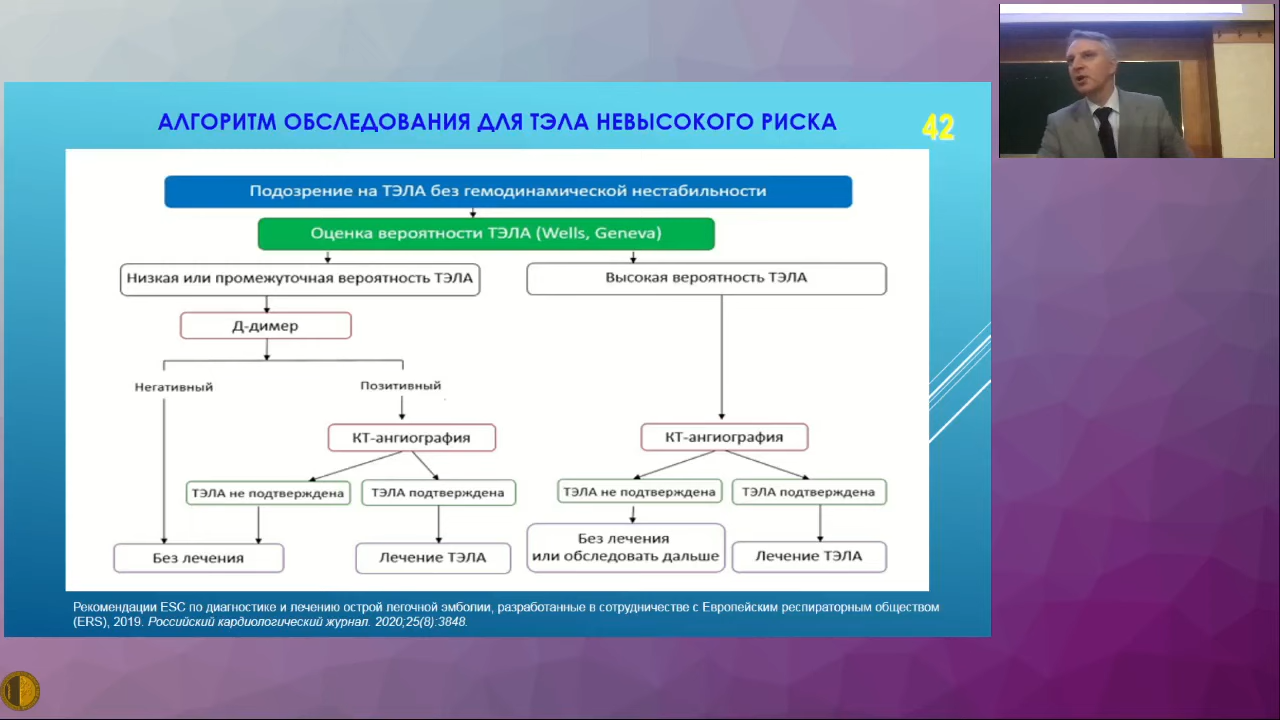 АЛГОРИТМ ОБСЛЕДОВАНИЯ ДЛЯ ТЭЛА НЕВЫСОКОГО РИСКА
42
Подозрение на ТЭЛА без гемодинамической нестабильности
Оценка вероятности ТЭЛА (Wells, Geneva)
Низкая или промежуточная вероятность ТЭЛА
Высокая вероятность ТЭЛА
Д-димер
Негативный
Позитивный
КТ-ангиография
КТ-ангиография
ТЭЛА не подтверждена
ТЭЛА подтверждена
ТЭЛА не подтверждена
ТЭЛА подтверждена
Без лечения
Лечение ТЭЛА
Без лечения
или обследовать дальше
Лечение ТЭЛА
Рекомендации ESC по диагностике и лечению острой легочной эмболии, разработанные в сотрудничестве с Европейским респираторным обществом
(ERS), 2019. Российский кардиологический журнал. 2020;25(8):3848.